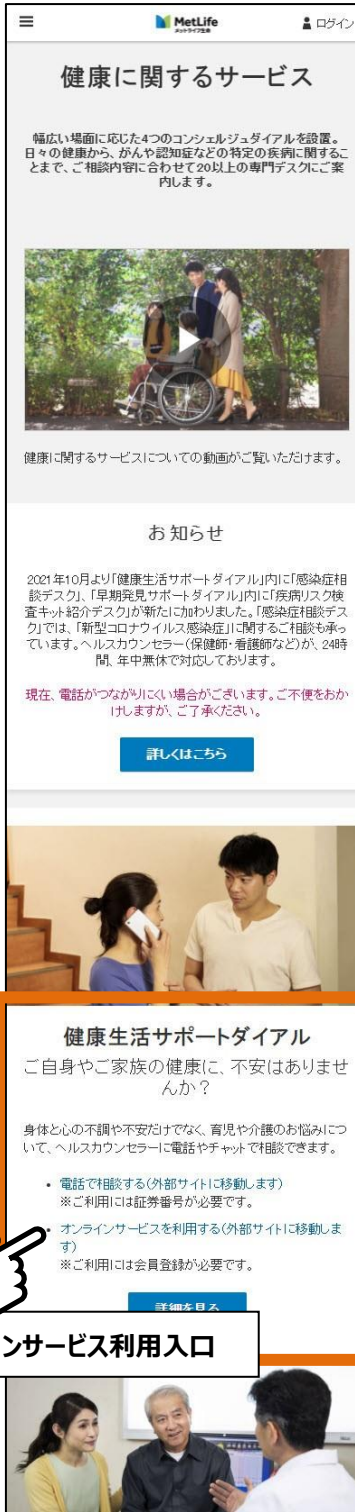 MetLife
メットライフ生命
ログイン
健康に関するサービス
幅広い場面に応じた4つのコンシェルジュダイアルを設置。
日々の健康から、がんや認知症などの特定の疾病に関するこ
とまで、ご相談内容に合わせて20以上の専門デスクにご案
内します。
健康に関するサービスについての動画がご覧いただけます。
お知らせ
2021年10月より「健康生活サポートダイアル」内に「感染症相
談デスク」、「早期発見サポートダイアル」内に「疾病リスク検
査キット紹介デスク」が新たに加わりました。「感染症相談デス
ク」では、「新型コロナウイルス感染症」に関するご相談も承っ
ています。ヘルスカウンセラー（保健師・看護師など）が、24時
間、年中無休で対応しております。
現在、電話がつながりにくい場合がございます。ご不便をおか
けしますが、ご了承ください。
詳しくはこちら
健康生活サポートダイアル
ご自身やご家族の健康に、不安はありませ
んか？
身体と心の不調や不安だけでなく、育児や介護のお悩みにつ
いて、ヘルスカウンセラーに電話やチャットで相談できます。
• 電話で相談する（外部サイトに移動します）
※ご利用には証券番号が必要です。
• オンラインサービスを利用する（外部サイトに移動しま
す）
※ご利用には会員登録が必要です。
詳細を見る
ンサービス利用入口